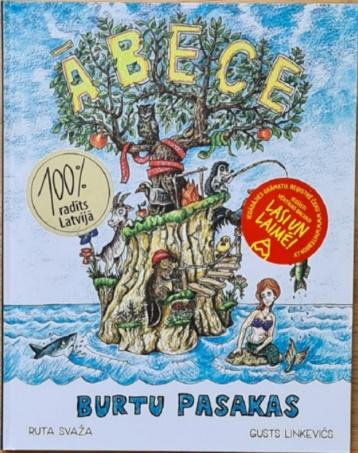 ĀBECE
100%
radīts
Latvijā
LASI UN
LAIMĒ!
BURTU PASAKAS
RUTA SVAŽA
GUSTS LINKEVIČS